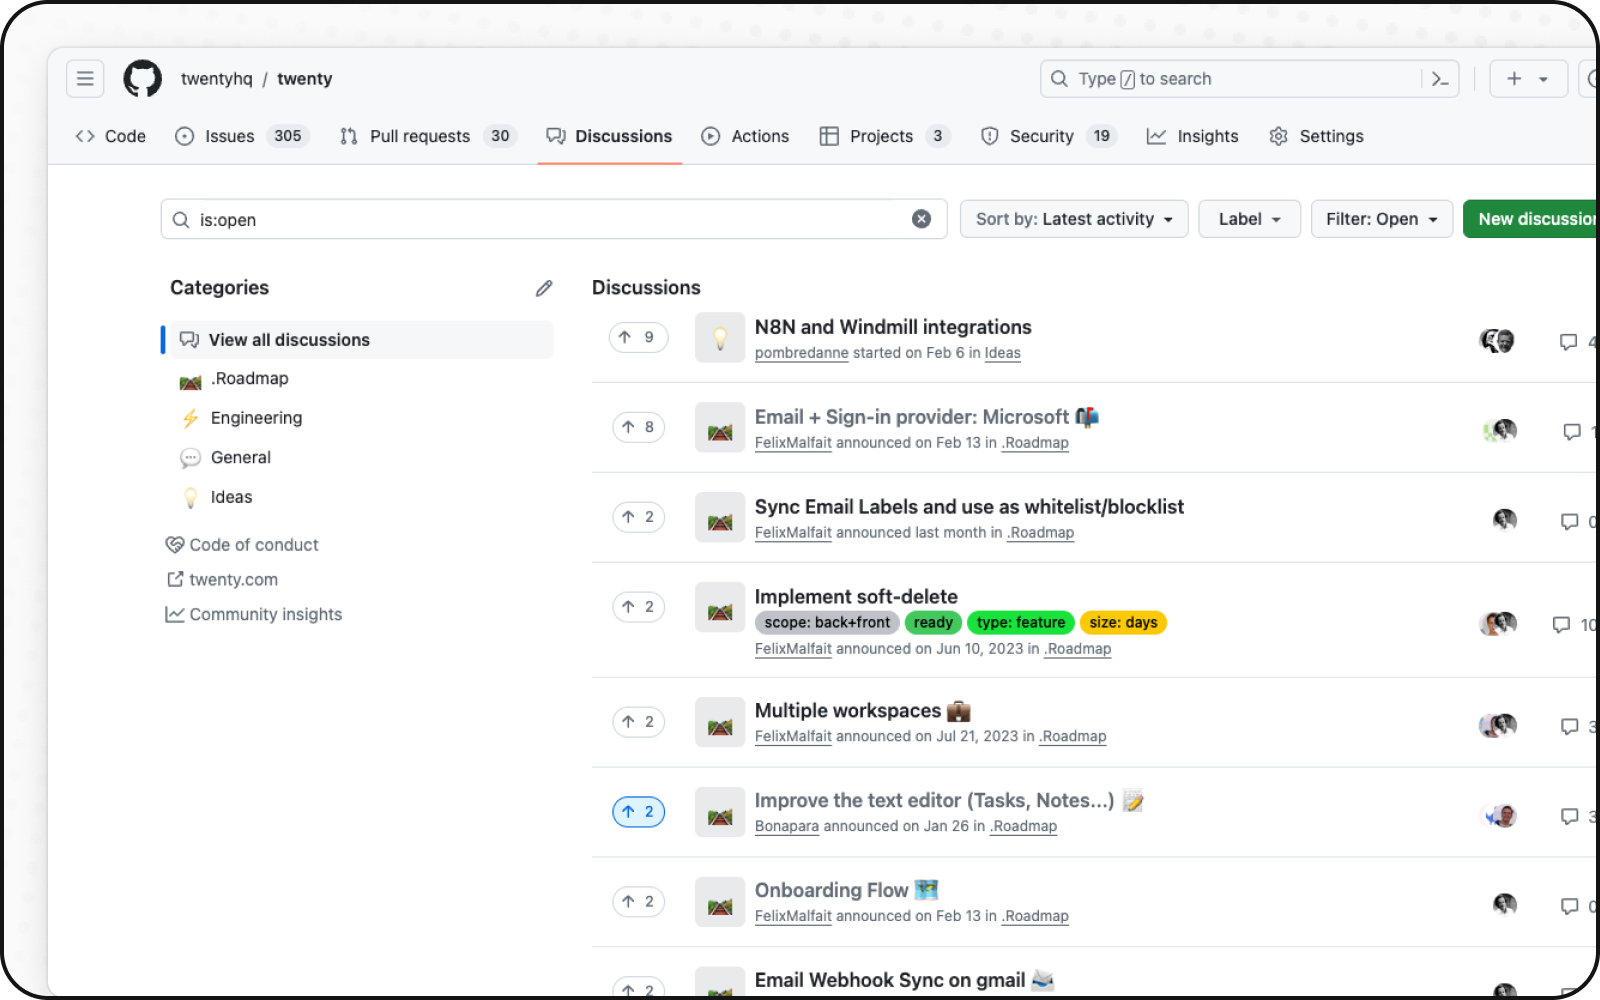 twentyhq / twenty
Type / to search
Code
Issues 305
Pull requests 30
Discussions
Actions
Projects 3
Security 19
Insights
Settings
is:open
Sort by: Latest activity
Label
Filter: Open
New discussion
Categories
View all discussions
.Roadmap
Engineering
General
Ideas
Code of conduct
twenty.com
Community insights
Discussions
9
N8N and Windmill integrations
pombredanne started on Feb 6 in Ideas
4
8
Email + Sign-in provider: Microsoft
FelixMalfait announced on Feb 13 in .Roadmap
1
2
Sync Email Labels and use as whitelist/blocklist
FelixMalfait announced last month in .Roadmap
0
2
Implement soft-delete
scope: back+front ready type: feature size: days
FelixMalfait announced on Jun 10, 2023 in .Roadmap
10
2
Multiple workspaces
FelixMalfait announced on Jul 21, 2023 in .Roadmap
3
2
Improve the text editor (Tasks, Notes...)
Bonapara announced on Jan 26 in .Roadmap
3
2
Onboarding Flow
FelixMalfait announced on Feb 13 in .Roadmap
0
2
Email Webhook Sync on gmail